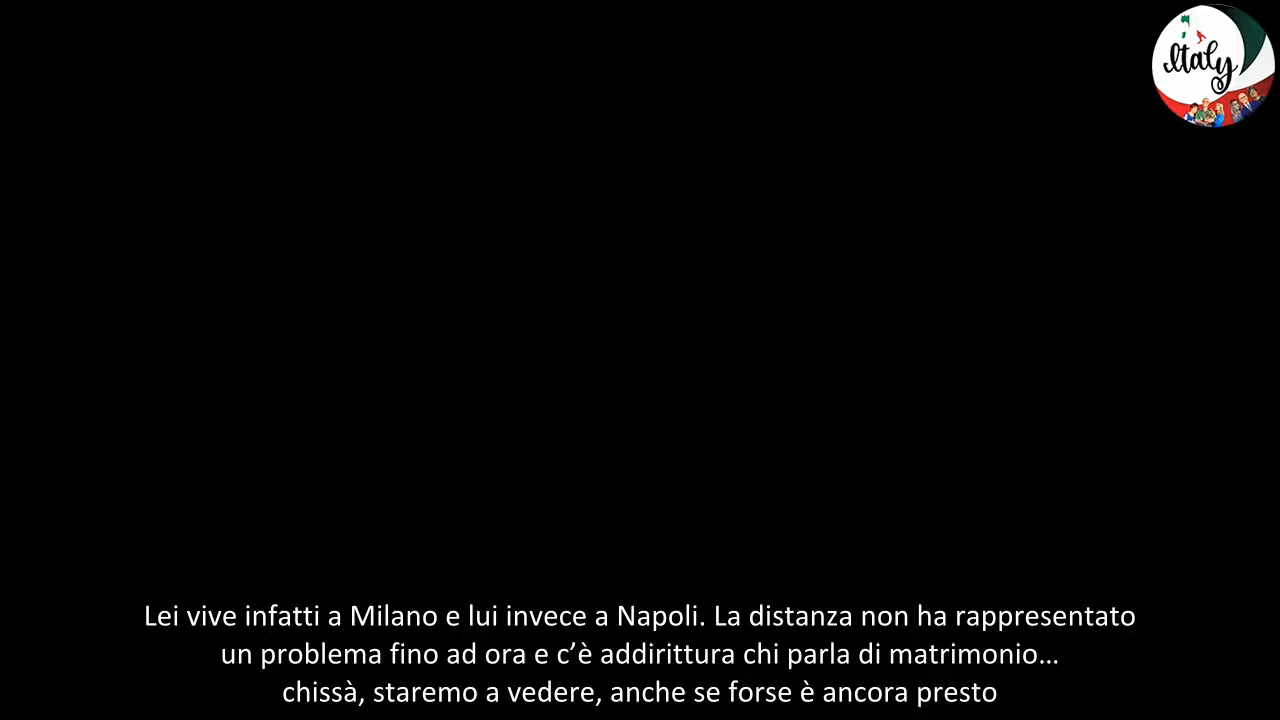 Italy
Lei vive infatti a Milano e lui invece a Napoli. La distanza non ha rappresentato
un problema fino ad ora e c’è addirittura chi parla di matrimonio…
chissà, staremo a vedere, anche se forse è ancora presto